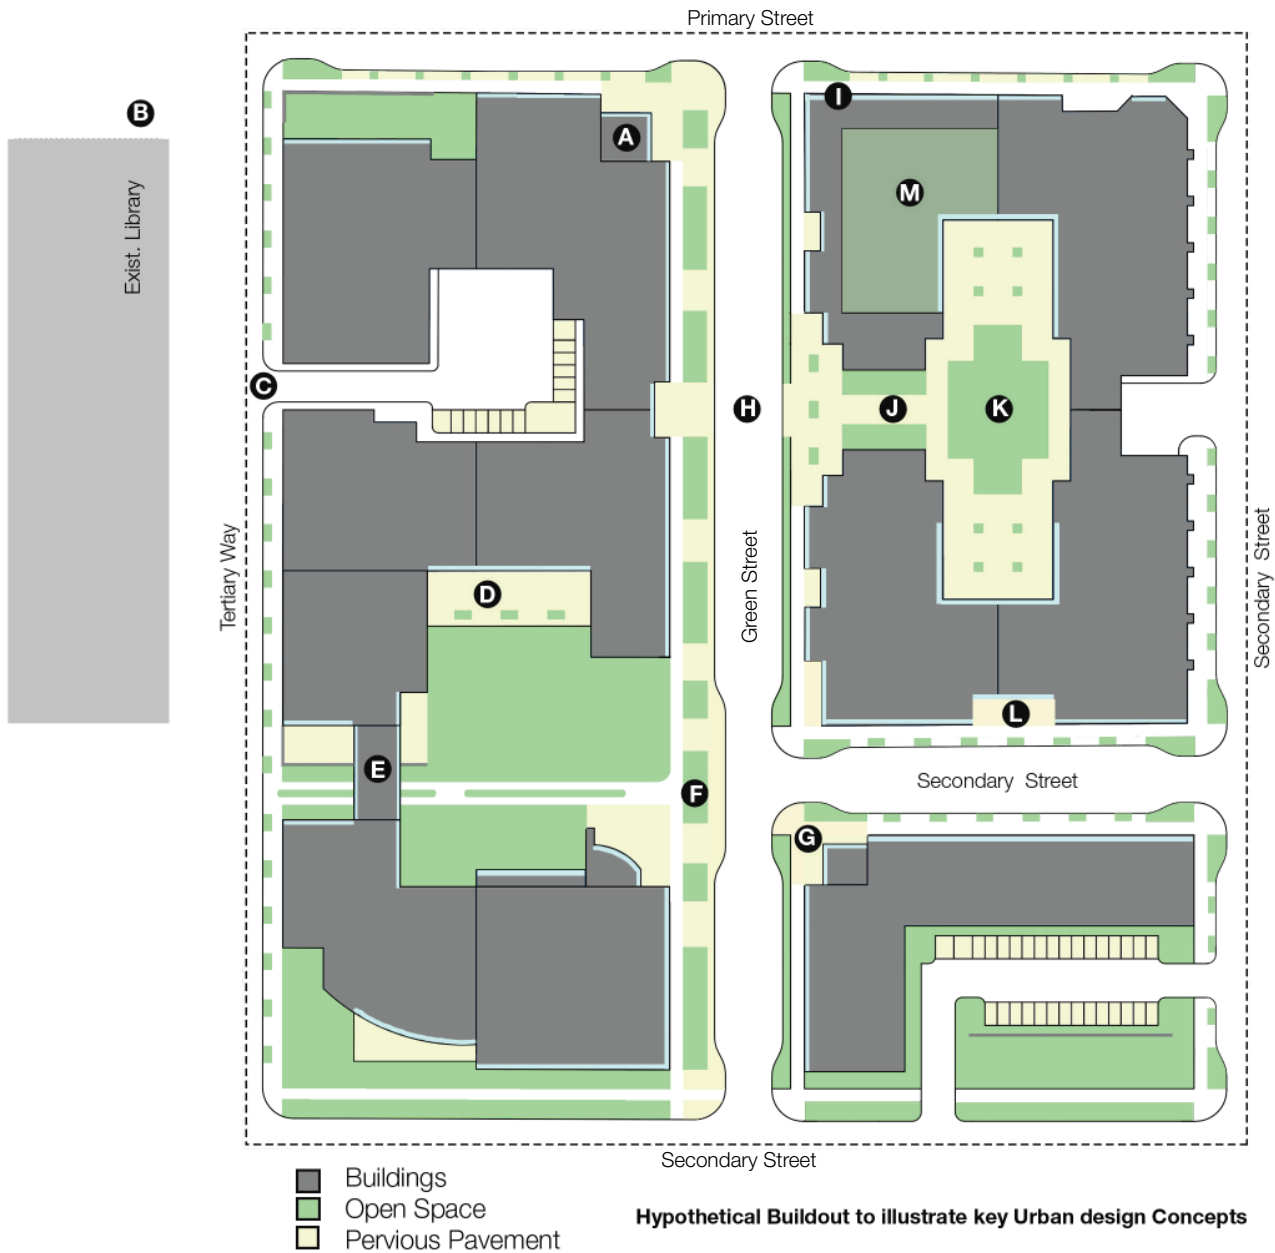 Primary Street
B
A
I
Exist. Library
M
C
H
J
K
Tertiary Way
Green Street
Secondary Street
D
L
E
F
Secondary Street
G
Secondary Street
Buildings
Open Space
Pervious Pavement
Hypothetical Buildout to illustrate key Urban design Concepts